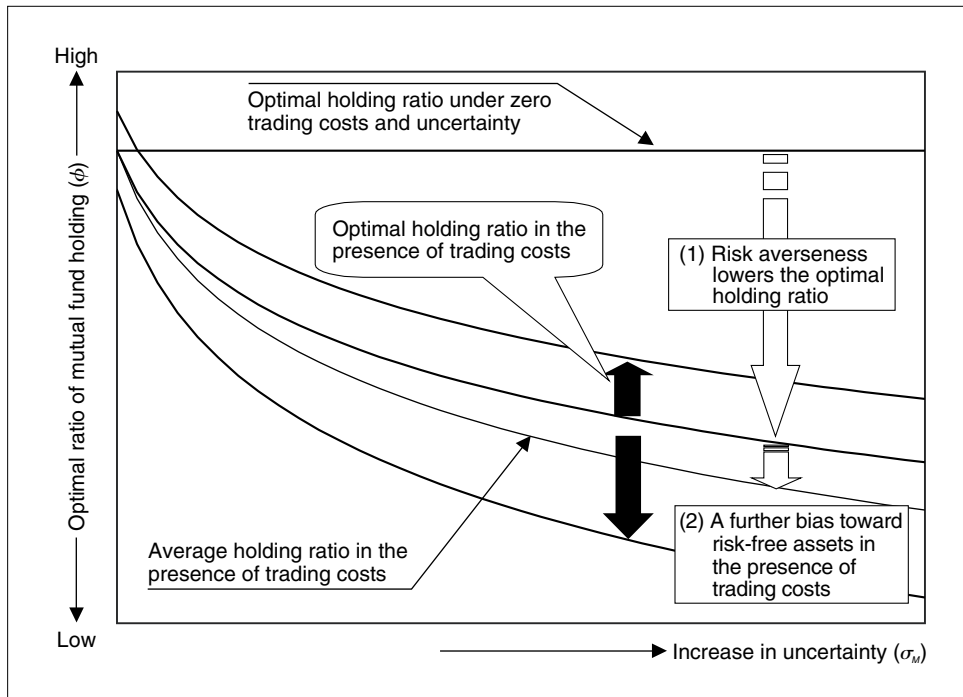 High
Optimal ratio of mutual fund holding (ϕ)
Low
Optimal holding ratio under zero
trading costs and uncertainty
Optimal holding ratio in the
presence of trading costs
(1) Risk averseness
lowers the optimal
holding ratio
Average holding ratio in the
presence of trading costs
(2) A further bias toward
risk-free assets in
the presence of
trading costs
Increase in uncertainty (σM)